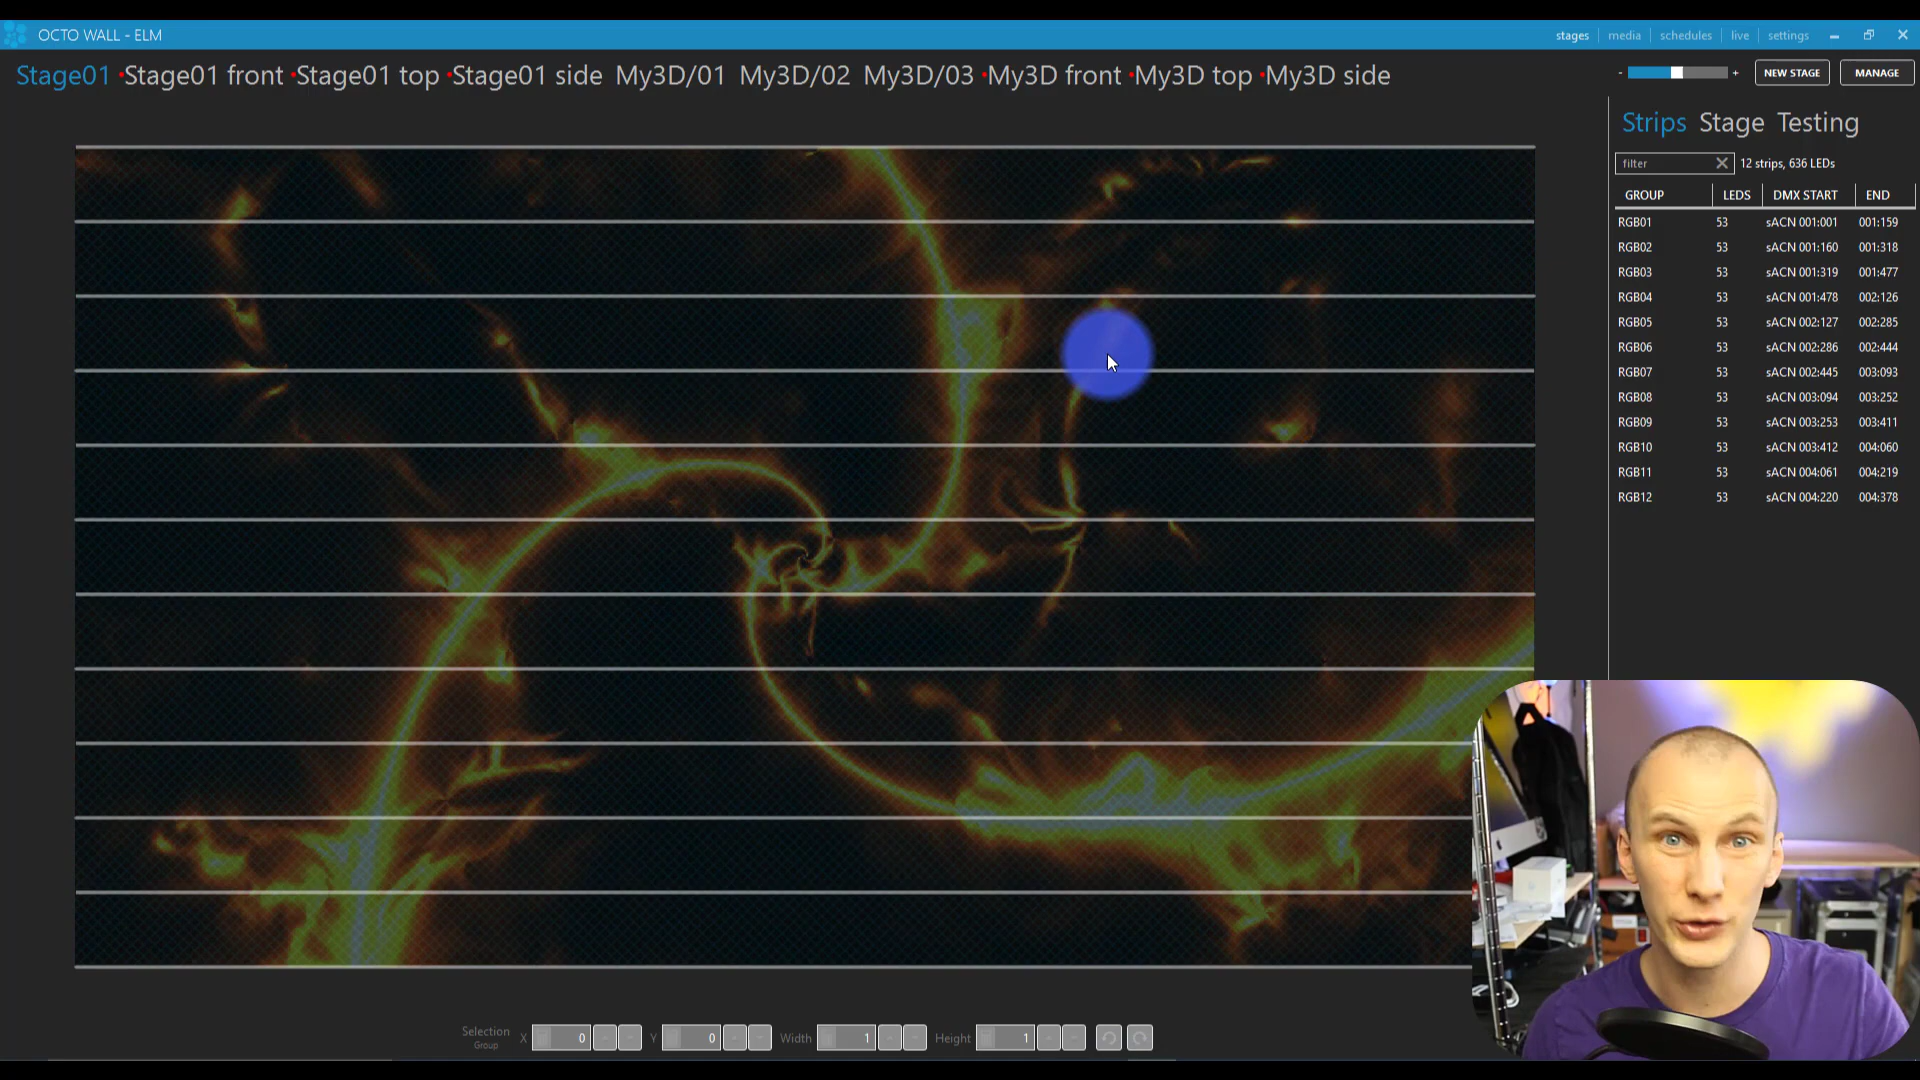 OCTO WALL - ELM
stages media schedules live settings
Stage01 Stage01 front Stage01 top Stage01 side My3D/01 My3D/02 My3D/03 My3D front My3D top My3D side
- + NEW STAGE MANAGE
Strips Stage Testing
filter 12 strips, 636 LEDs
GROUP LEDS DMX START END
RGB01 53 sACN 001:001 001:159
RGB02 53 sACN 001:160 001:318
RGB03 53 sACN 001:319 001:477
RGB04 53 sACN 001:478 002:126
RGB05 53 sACN 002:127 002:285
RGB06 53 sACN 002:286 002:444
RGB07 53 sACN 002:445 003:093
RGB08 53 sACN 003:094 003:252
RGB09 53 sACN 003:253 003:411
RGB10 53 sACN 003:412 004:060
RGB11 53 sACN 004:061 004:219
RGB12 53 sACN 004:220 004:378
Selection
Group
X 0 Y 0 Width 1 Height 1